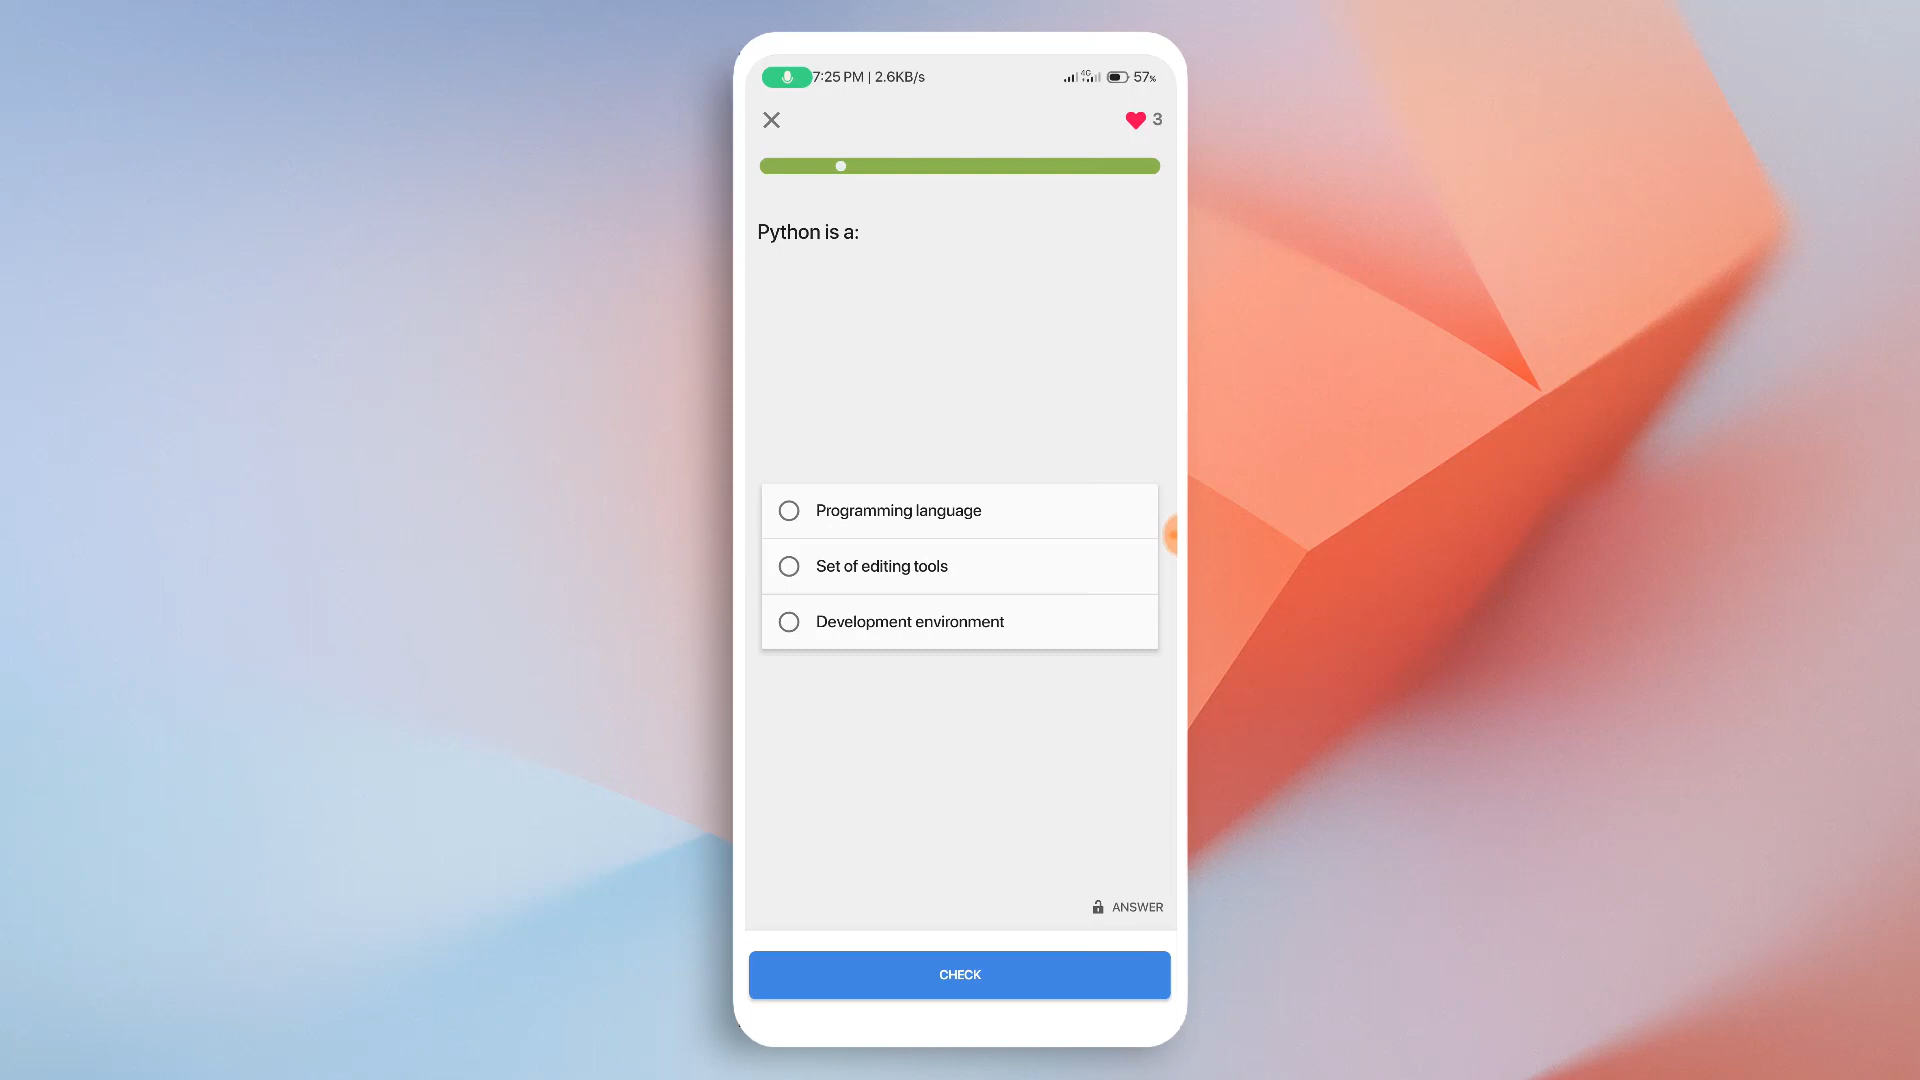 7:25 PM | 2.6KB/s 4G 57%
3
Python is a:
Programming language
Set of editing tools
Development environment
ANSWER
CHECK